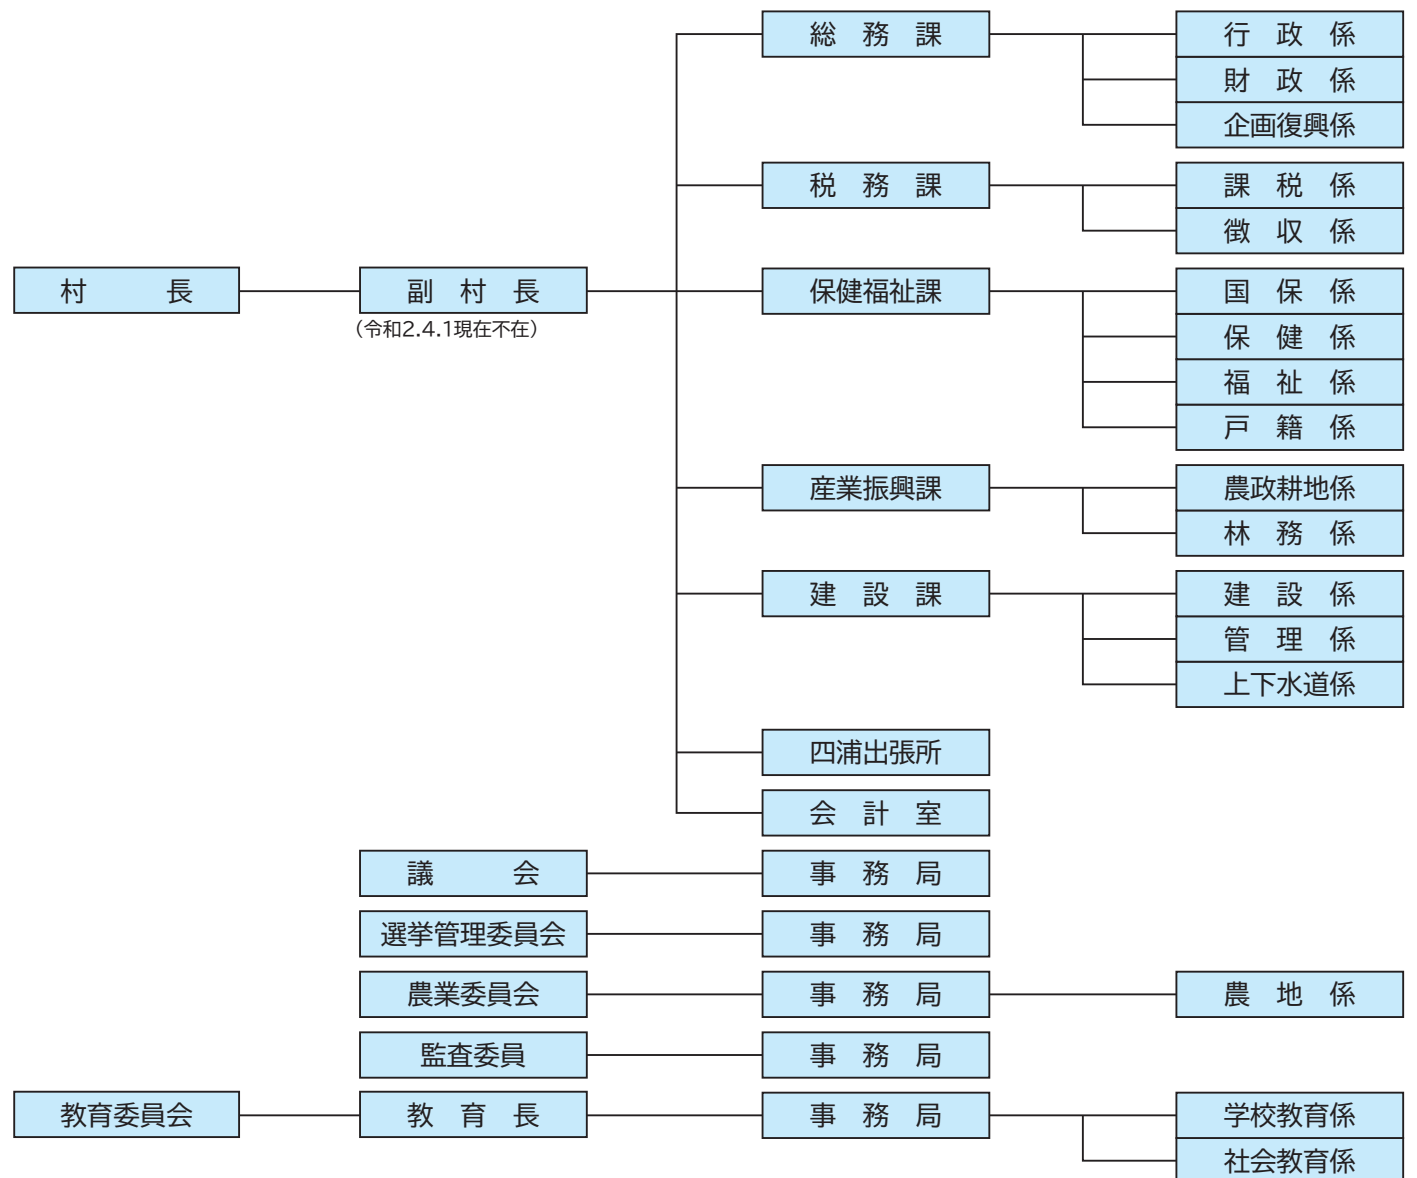 総務課
行政係
財政係
企画復興係
税務課
課税係
徴収係
村長
副村長
（令和2.4.1現在不在）
保健福祉課
国保係
保健係
福祉係
戸籍係
産業振興課
農政耕地係
林務係
建設課
建設係
管理係
上下水道係
四浦出張所
会計室
議会
事務局
選挙管理委員会
事務局
農業委員会
事務局
農地係
監査委員
事務局
教育委員会
教育長
事務局
学校教育係
社会教育係